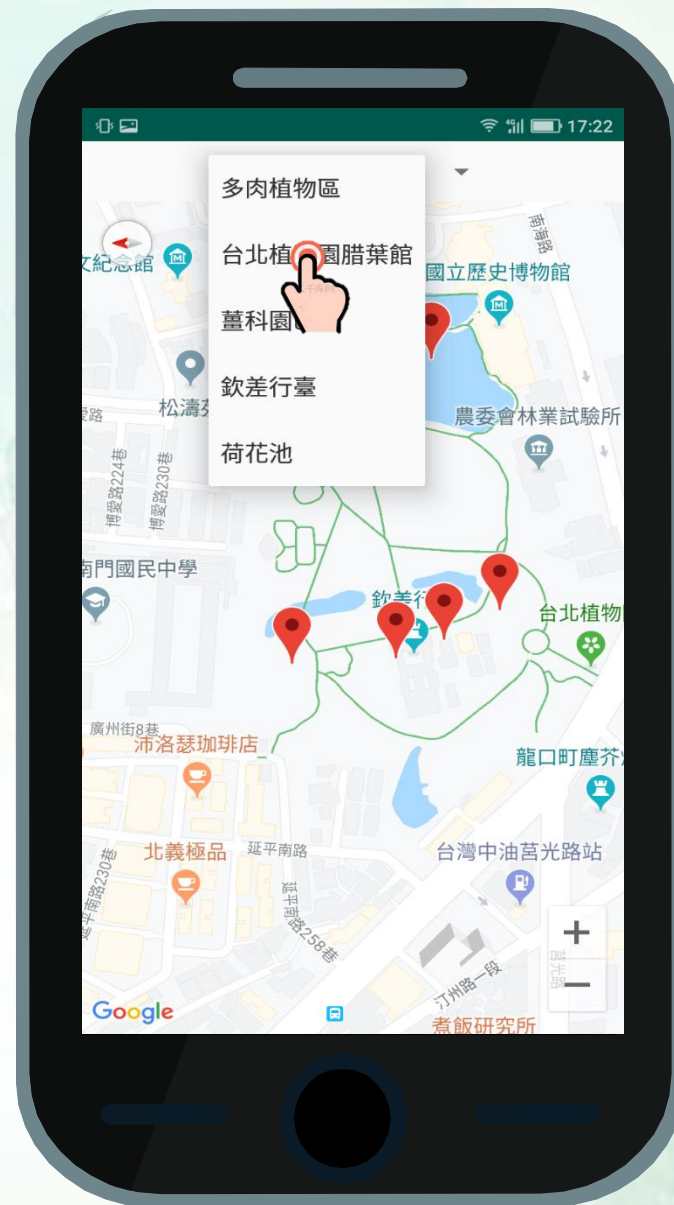 17:22
多肉植物區
台北植 園腊葉館
薑科園
欽差行臺
荷花池
南海路
紀念館
國立歷史博物館
松濤
農委會林業試驗所
博愛路224巷
博愛路230巷
南門國民中學
欽差行
台北植物
廣州街8巷
沛洛瑟珈琲店
龍口町塵芥
北義極品
延平南路
台灣中油莒光路站
延平南路230巷
延平南路258巷
汀州路一段
莒光路
+
−
Google
煮飯研究所